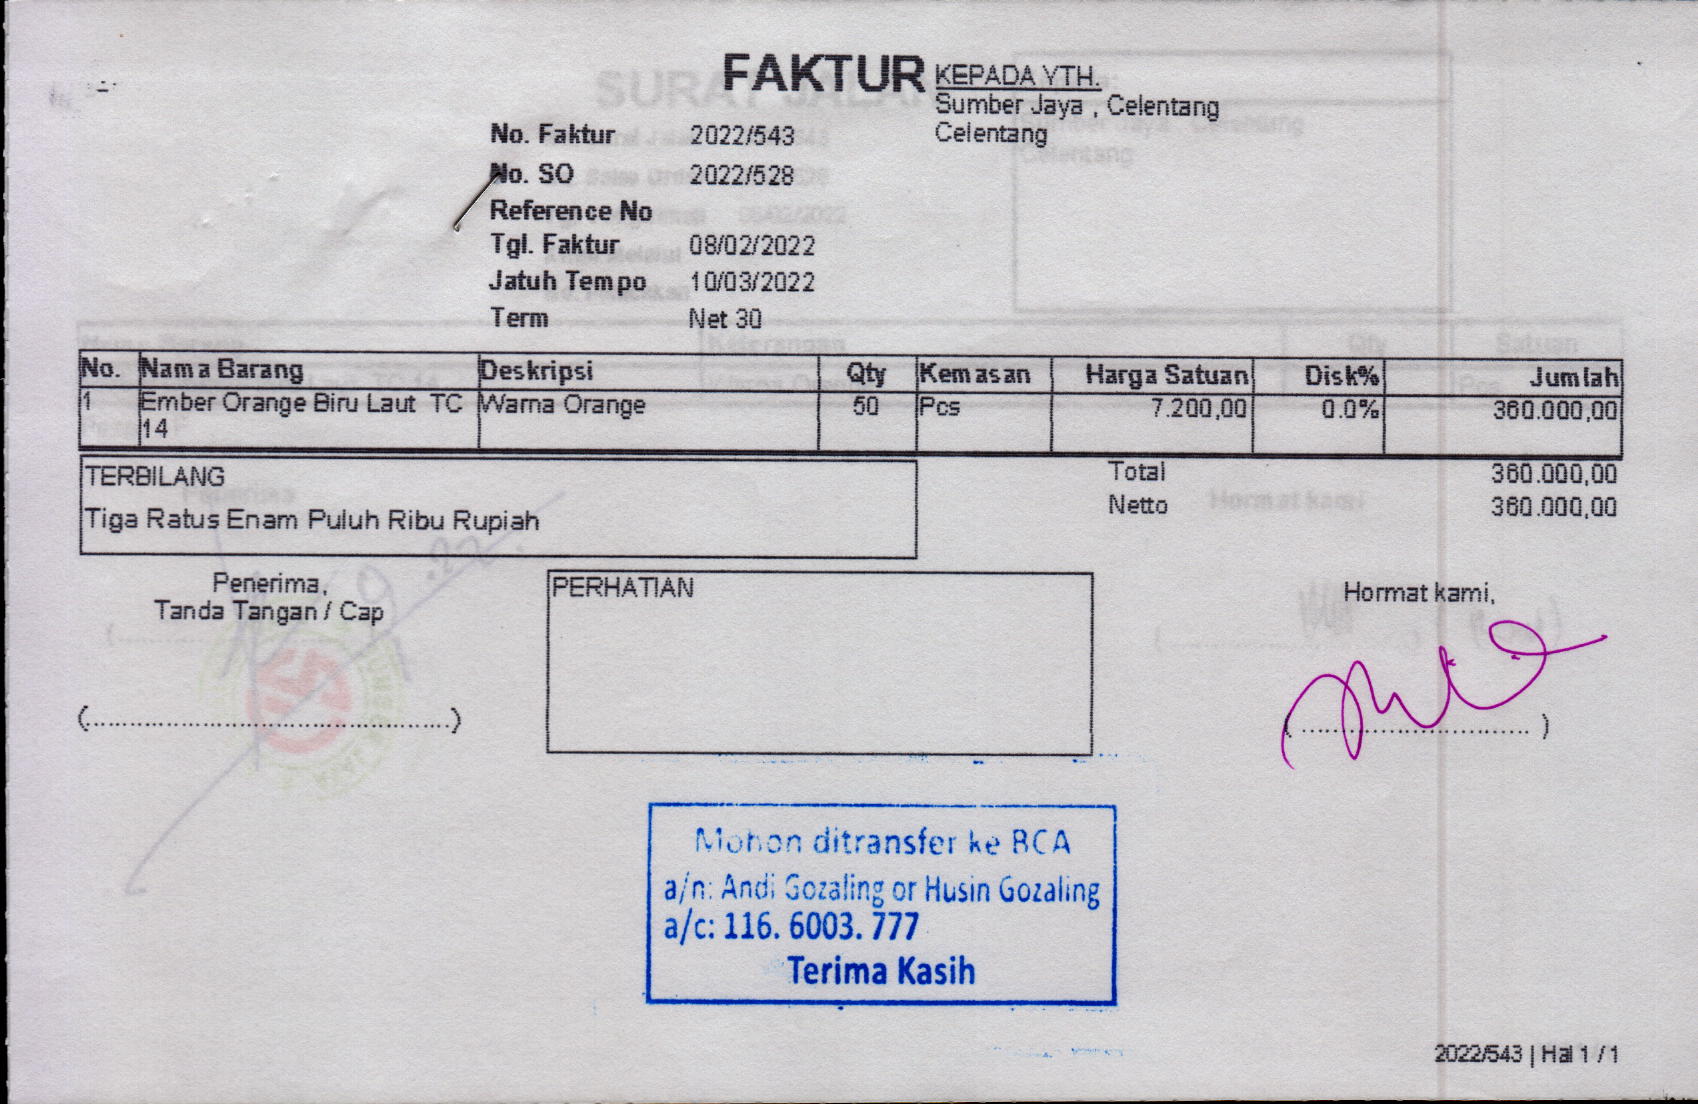 FAKTUR
KEPADA YTH.
Sumber Jaya , Celentang
Celentang
No. Faktur 2022/543
No. SO 2022/528
Reference No
Tgl. Faktur 08/02/2022
Jatuh Tempo 10/03/2022
Term Net 30
No. Nama Barang Deskripsi Qty Kemasan Harga Satuan Disk% Jumlah
1 Ember Orange Biru Laut TC Warna Orange 50 Pcs 7.200,00 0.0% 360.000,00
14
TERBILANG Total 360.000,00
Tiga Ratus Enam Puluh Ribu Rupiah Netto 360.000,00
Penerima,
Tanda Tangan / Cap
PERHATIAN
Hormat kami,
(................................................)
(................................)
Mohon ditransfer ke BCA
a/n: Andi Gozaling or Husin Gozaling
a/c: 116. 6003. 777
Terima Kasih
2022/543 | Hal 1 / 1